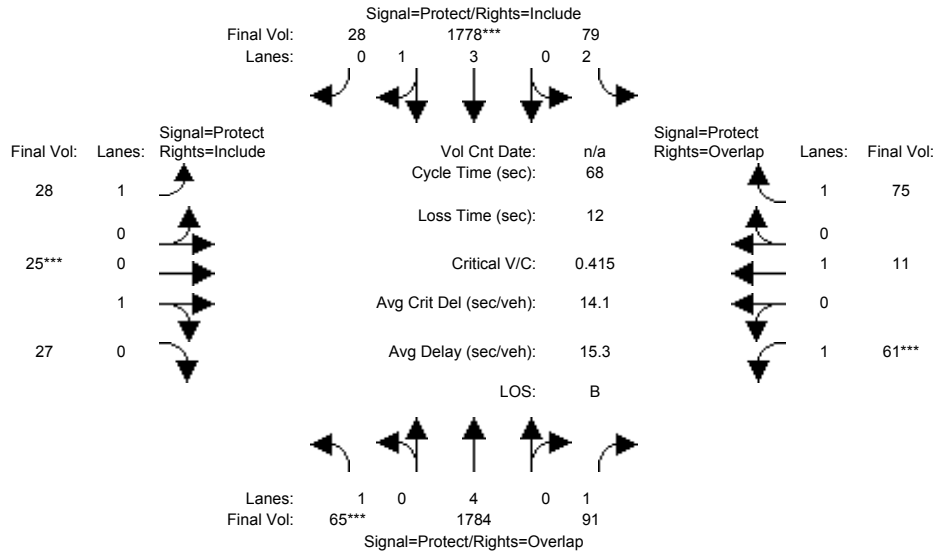 Signal=Protect/Rights=Include
Final Vol: 28 1778*** 79
Lanes: 0 1 3 0 2
Signal=Protect Signal=Protect
Final Vol: Lanes: Rights=Include Vol Cnt Date: n/a Rights=Overlap Lanes: Final Vol:
Cycle Time (sec): 68
28 1 1 75
Loss Time (sec): 12
0 0
25*** 0 Critical V/C: 0.415 1 11
1 Avg Crit Del (sec/veh): 14.1 0
27 0 Avg Delay (sec/veh): 15.3 1 61***
LOS: B
Lanes: 1 0 4 0 1
Final Vol: 65*** 1784 91
Signal=Protect/Rights=Overlap